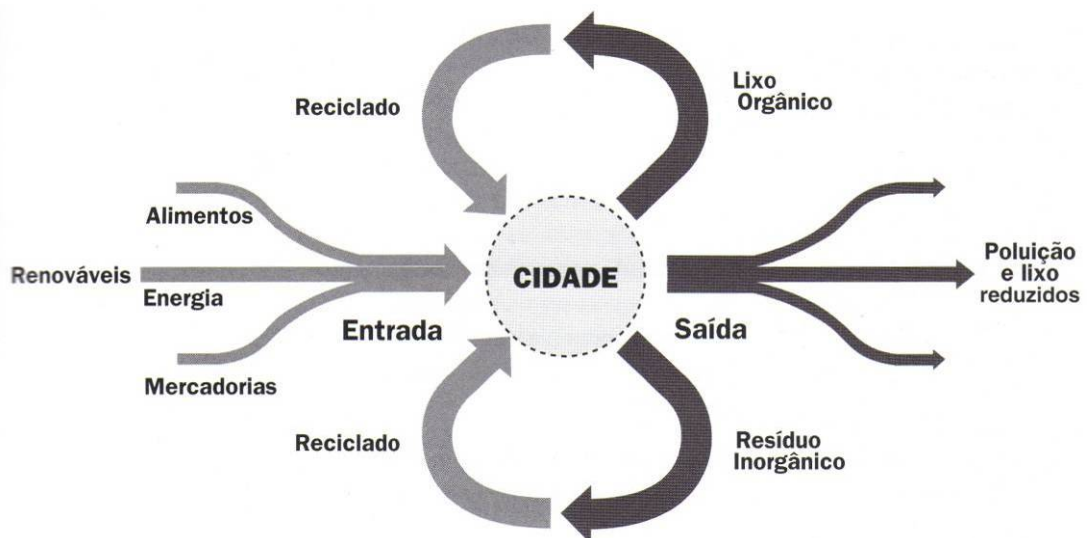 Reciclado
Lixo
Orgânico
Alimentos
Renováveis
Energia
Mercadorias
Entrada
CIDADE
Saída
Poluição
e lixo
reduzidos
Reciclado
Resíduo
Inorgânico